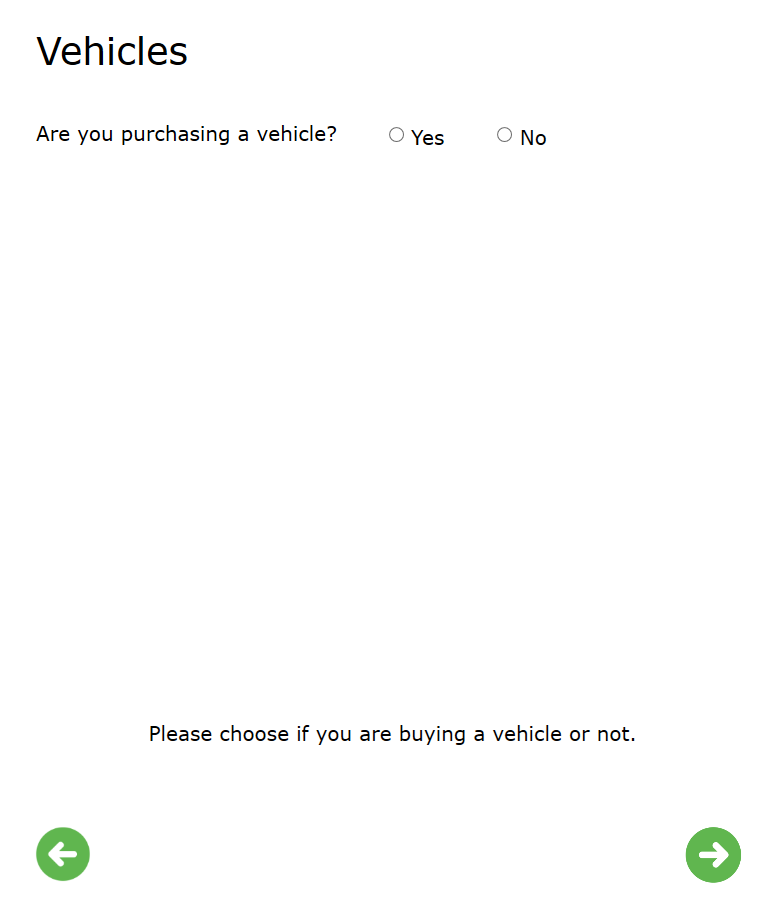 Vehicles
Are you purchasing a vehicle? Yes No
Please choose if you are buying a vehicle or not.